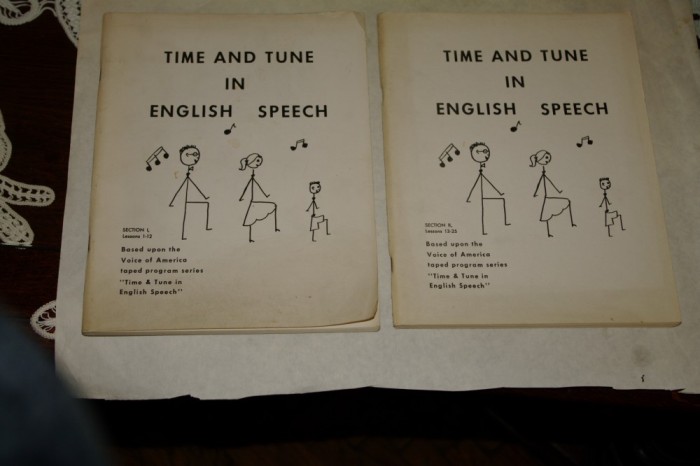 TIME AND TUNE
IN
ENGLISH SPEECH
SECTION I,
Lessons 1-12
Based upon the
Voice of America
taped program series
"Time & Tune in
English Speech"
TIME AND TUNE
IN
ENGLISH SPEECH
SECTION II,
Lessons 13-25
Based upon the
Voice of America
taped program series
"Time & Tune in
English Speech"